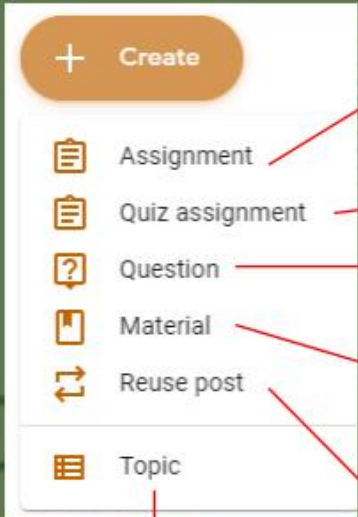 Create
Assignment
Quiz assignment
Question
Material
Reuse post
Topic